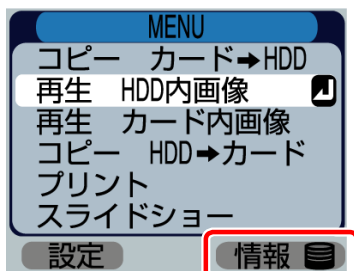 MENU
コピー カード➡HDD
再生 HDD内画像
再生 カード内画像
コピー HDD➡カード
プリント
スライドショー
設定 情報